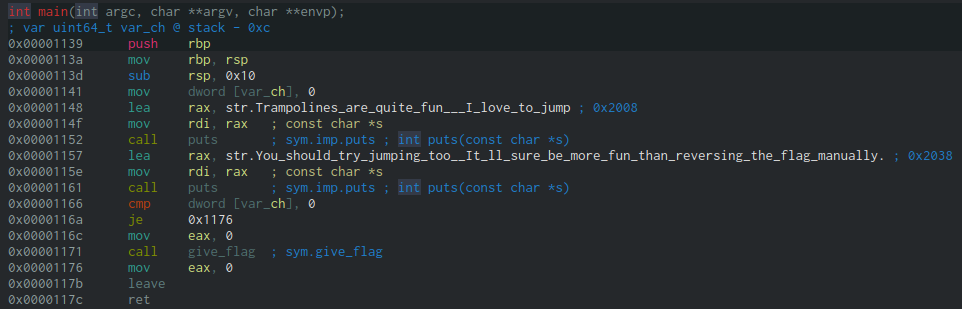 int main(int argc, char **argv, char **envp);
; var uint64_t var_ch @ stack - 0xc
0x00001139 push rbp
0x0000113a mov rbp, rsp
0x0000113d sub rsp, 0x10
0x00001141 mov dword [var_ch], 0
0x00001148 lea rax, str.Trampolines_are_quite_fun___I_love_to_jump ; 0x2008
0x0000114f mov rdi, rax ; const char *s
0x00001152 call puts ; sym.imp.puts ; int puts(const char *s)
0x00001157 lea rax, str.You_should_try_jumping_too__It_ll_sure_be_more_fun_than_reversing_the_flag_manually. ; 0x2038
0x0000115e mov rdi, rax ; const char *s
0x00001161 call puts ; sym.imp.puts ; int puts(const char *s)
0x00001166 cmp dword [var_ch], 0
0x0000116a je 0x1176
0x0000116c mov eax, 0
0x00001171 call give_flag ; sym.give_flag
0x00001176 mov eax, 0
0x0000117b leave
0x0000117c ret